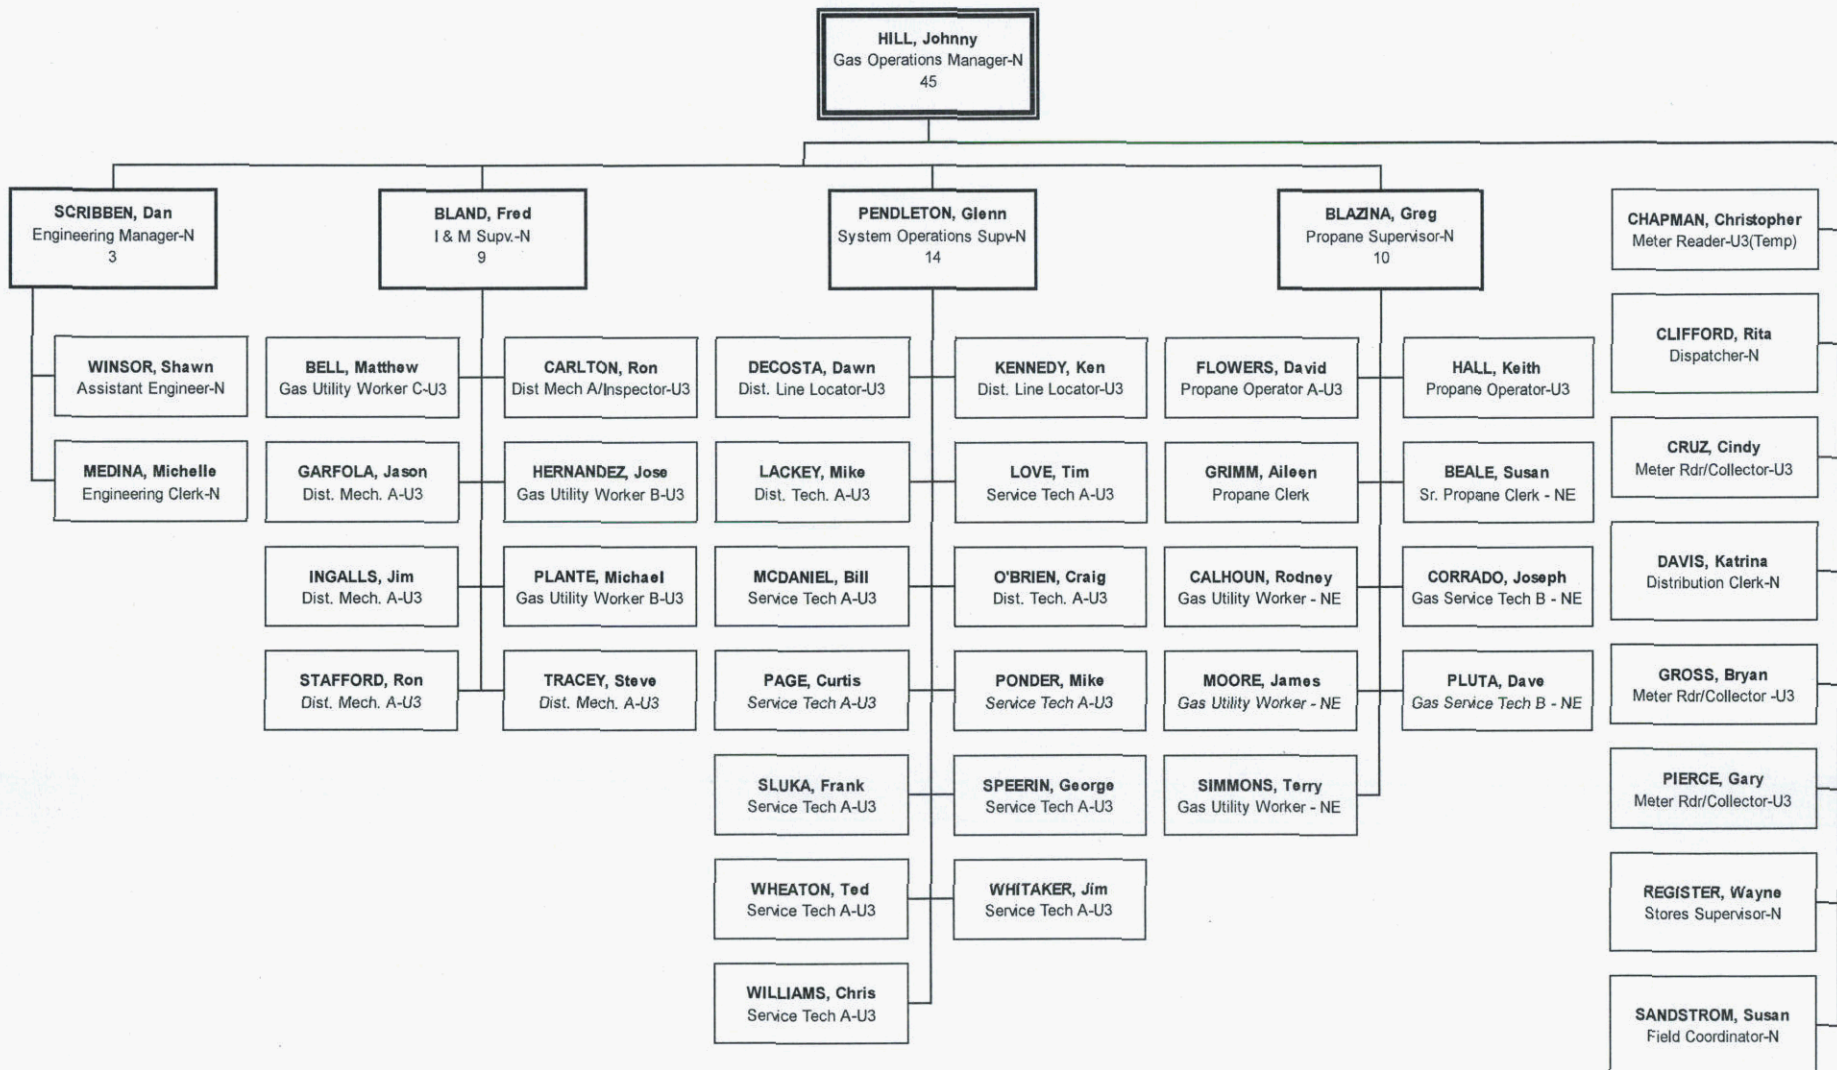 HILL, Johnny
Gas Operations Manager-N
45
SCRIBBEN, Dan
Engineering Manager-N
3
BLAND, Fred
I & M Supv.-N
9
PENDLETON, Glenn
System Operations Supv-N
14
BLAZINA, Greg
Propane Supervisor-N
10
WINSOR, Shawn
Assistant Engineer-N
MEDINA, Michelle
Engineering Clerk-N
BELL, Matthew
Gas Utility Worker C-U3
CARLTON, Ron
Dist Mech A/Inspector-U3
GARFOLA, Jason
Dist. Mech. A-U3
HERNANDEZ, Jose
Gas Utility Worker B-U3
INGALLS, Jim
Dist. Mech. A-U3
PLANTE, Michael
Gas Utility Worker B-U3
STAFFORD, Ron
Dist. Mech. A-U3
TRACEY, Steve
Dist. Mech. A-U3
DECOSTA, Dawn
Dist. Line Locator-U3
KENNEDY, Ken
Dist. Line Locator-U3
LACKEY, Mike
Dist. Tech. A-U3
LOVE, Tim
Service Tech A-U3
MCDANIEL, Bill
Service Tech A-U3
O'BRIEN, Craig
Dist. Tech. A-U3
PAGE, Curtis
Service Tech A-U3
PONDER, Mike
Service Tech A-U3
SLUKA, Frank
Service Tech A-U3
SPEERIN, George
Service Tech A-U3
WHEATON, Ted
Service Tech A-U3
WHITAKER, Jim
Service Tech A-U3
WILLIAMS, Chris
Service Tech A-U3
FLOWERS, David
Propane Operator A-U3
HALL, Keith
Propane Operator-U3
GRIMM, Aileen
Propane Clerk
BEALE, Susan
Sr. Propane Clerk - NE
CALHOUN, Rodney
Gas Utility Worker - NE
CORRADO, Joseph
Gas Service Tech B - NE
MOORE, James
Gas Utility Worker - NE
PLUTA, Dave
Gas Service Tech B - NE
SIMMONS, Terry
Gas Utility Worker - NE
CHAPMAN, Christopher
Meter Reader-U3(Temp)
CLIFFORD, Rita
Dispatcher-N
CRUZ, Cindy
Meter Rdr/Collector-U3
DAVIS, Katrina
Distribution Clerk-N
GROSS, Bryan
Meter Rdr/Collector -U3
PIERCE, Gary
Meter Rdr/Collector-U3
REGISTER, Wayne
Stores Supervisor-N
SANDSTROM, Susan
Field Coordinator-N